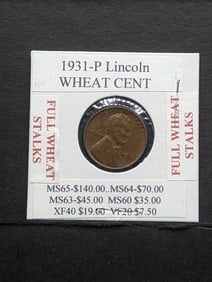 1931-P Lincoln
WHEAT CENT
FULL WHEAT
STALKS
FULL WHEAT
STALKS
MS65-$140.00..MS64-$70.00
MS63-$45.00 MS60 $35.00
XF40 $19.60 VF20 $7.50